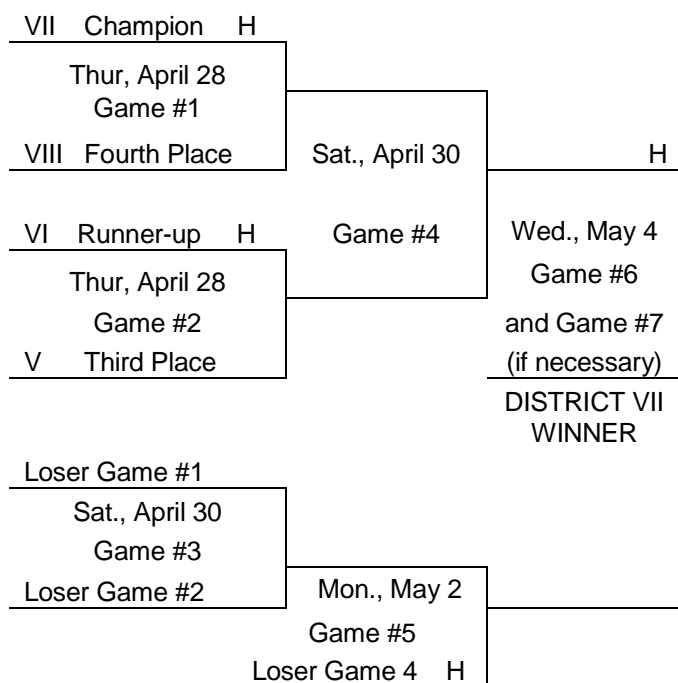 VII Champion H
Thur, April 28
Game #1
VIII Fourth Place
Sat., April 30
H
VI Runner-up H
Game #4
Wed., May 4
Thur, April 28
Game #6
Game #2
and Game #7
V Third Place
(if necessary)
DISTRICT VII
WINNER
Loser Game #1
Sat., April 30
Game #3
Loser Game #2
Mon., May 2
Game #5
Loser Game 4 H